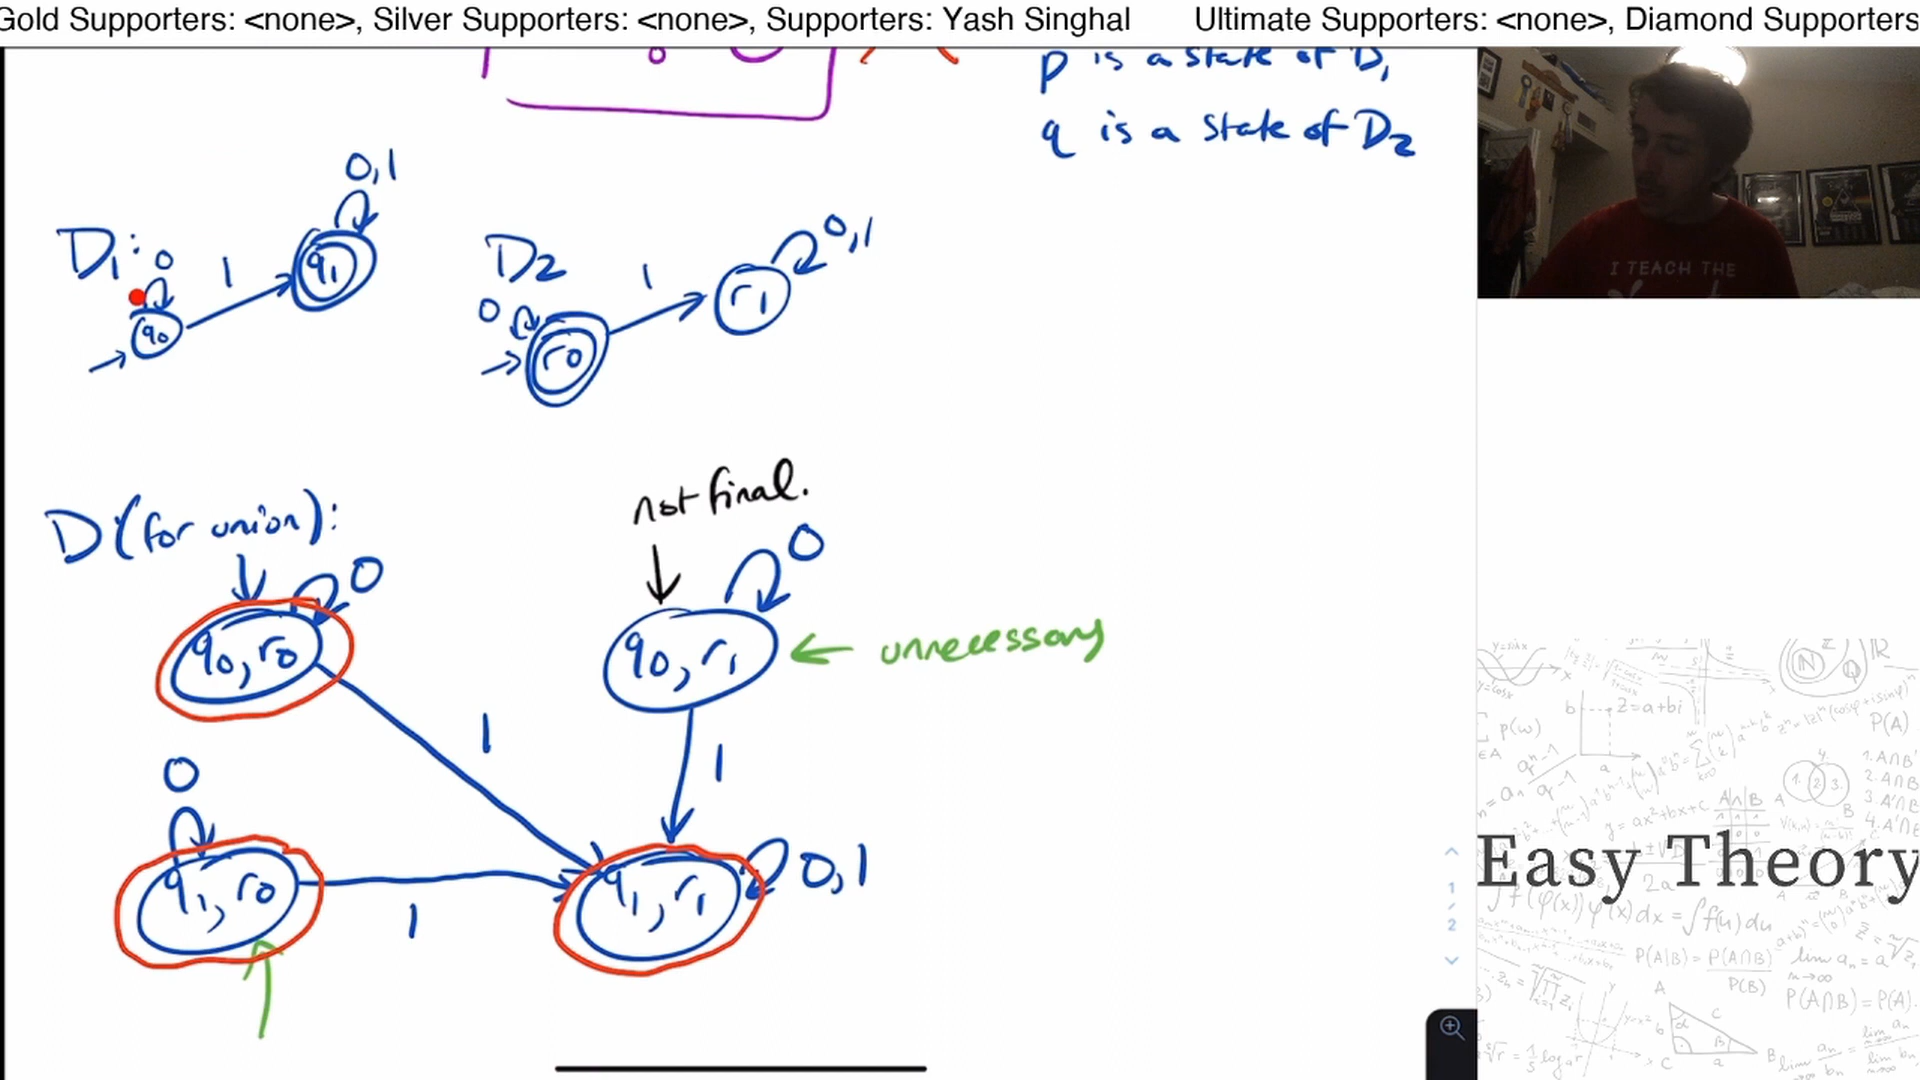 Gold Supporters: <none>, Silver Supporters: <none>, Supporters: Yash Singhal Ultimate Supporters: <none>, Diamond Supporters
p is a state of D1
q is a state of D2
D1:
0
1
q0
q1
0,1
D2
0
1
r0
r1
0,1
D (for union):
not final.
0
q0, r0
0
q0, r1
unnecessary
1
1
0
q1, r0
1
q1, r1
0,1
I TEACH THE
1
2
Easy Theory
z=a+bi
P(A)
P(A|B) = P(A∩B)
P(B)